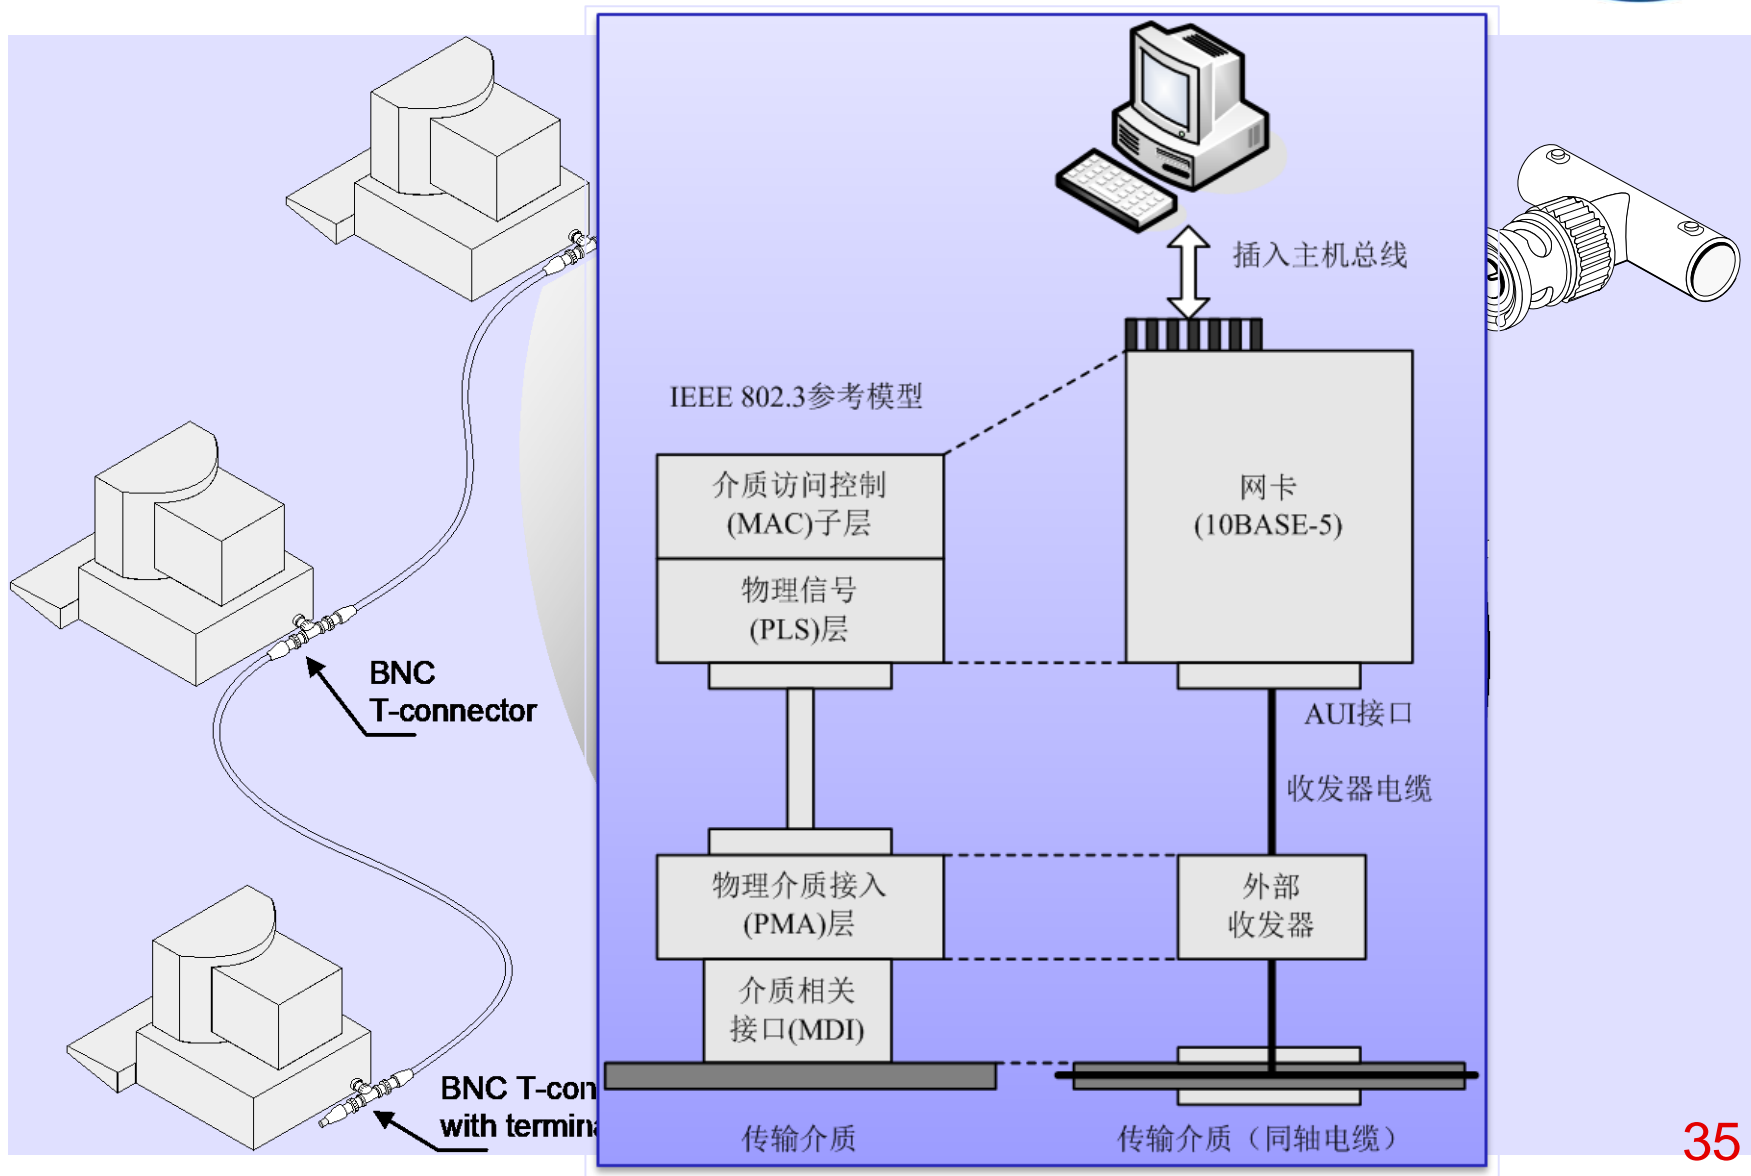 插入主机总线
IEEE 802.3参考模型
介质访问控制
(MAC)子层
网卡
(10BASE-5)
物理信号
(PLS)层
BNC
T-connector
AUI接口
收发器电缆
物理介质接入
(PMA)层
外部
收发器
介质相关
接口(MDI)
BNC
with
传输介质
传输介质（同轴电缆）
35